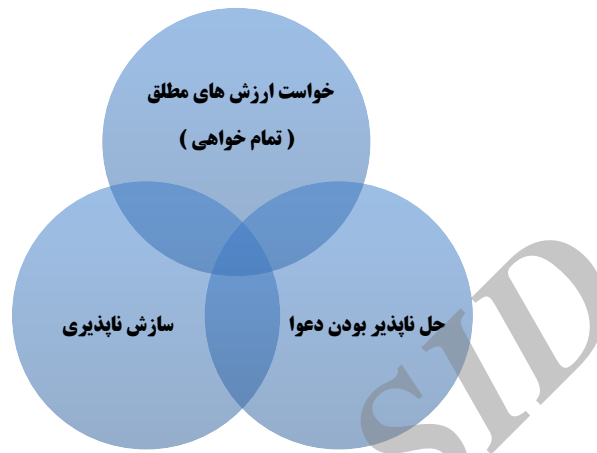 خواست ارزش های مطلق
( تمام خواهی )
حل ناپذیر بودن دعوا
سازش ناپذیری
SID